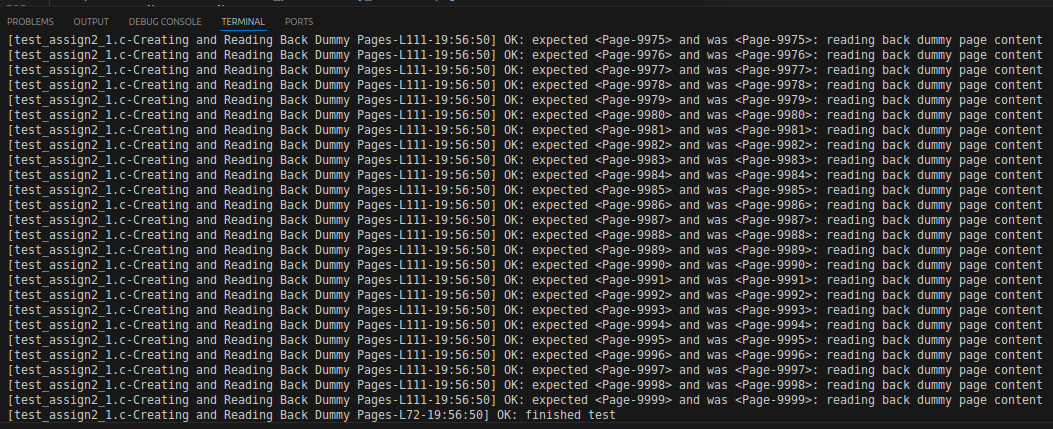 PROBLEMS OUTPUT DEBUG CONSOLE TERMINAL PORTS
[test_assign2_1.c-Creating and Reading Back Dummy Pages-L111-19:56:50] OK: expected <Page-9975> and was <Page-9975>: reading back dummy page content
[test_assign2_1.c-Creating and Reading Back Dummy Pages-L111-19:56:50] OK: expected <Page-9976> and was <Page-9976>: reading back dummy page content
[test_assign2_1.c-Creating and Reading Back Dummy Pages-L111-19:56:50] OK: expected <Page-9977> and was <Page-9977>: reading back dummy page content
[test_assign2_1.c-Creating and Reading Back Dummy Pages-L111-19:56:50] OK: expected <Page-9978> and was <Page-9978>: reading back dummy page content
[test_assign2_1.c-Creating and Reading Back Dummy Pages-L111-19:56:50] OK: expected <Page-9979> and was <Page-9979>: reading back dummy page content
[test_assign2_1.c-Creating and Reading Back Dummy Pages-L111-19:56:50] OK: expected <Page-9980> and was <Page-9980>: reading back dummy page content
[test_assign2_1.c-Creating and Reading Back Dummy Pages-L111-19:56:50] OK: expected <Page-9981> and was <Page-9981>: reading back dummy page content
[test_assign2_1.c-Creating and Reading Back Dummy Pages-L111-19:56:50] OK: expected <Page-9982> and was <Page-9982>: reading back dummy page content
[test_assign2_1.c-Creating and Reading Back Dummy Pages-L111-19:56:50] OK: expected <Page-9983> and was <Page-9983>: reading back dummy page content
[test_assign2_1.c-Creating and Reading Back Dummy Pages-L111-19:56:50] OK: expected <Page-9984> and was <Page-9984>: reading back dummy page content
[test_assign2_1.c-Creating and Reading Back Dummy Pages-L111-19:56:50] OK: expected <Page-9985> and was <Page-9985>: reading back dummy page content
[test_assign2_1.c-Creating and Reading Back Dummy Pages-L111-19:56:50] OK: expected <Page-9986> and was <Page-9986>: reading back dummy page content
[test_assign2_1.c-Creating and Reading Back Dummy Pages-L111-19:56:50] OK: expected <Page-9987> and was <Page-9987>: reading back dummy page content
[test_assign2_1.c-Creating and Reading Back Dummy Pages-L111-19:56:50] OK: expected <Page-9988> and was <Page-9988>: reading back dummy page content
[test_assign2_1.c-Creating and Reading Back Dummy Pages-L111-19:56:50] OK: expected <Page-9989> and was <Page-9989>: reading back dummy page content
[test_assign2_1.c-Creating and Reading Back Dummy Pages-L111-19:56:50] OK: expected <Page-9990> and was <Page-9990>: reading back dummy page content
[test_assign2_1.c-Creating and Reading Back Dummy Pages-L111-19:56:50] OK: expected <Page-9991> and was <Page-9991>: reading back dummy page content
[test_assign2_1.c-Creating and Reading Back Dummy Pages-L111-19:56:50] OK: expected <Page-9992> and was <Page-9992>: reading back dummy page content
[test_assign2_1.c-Creating and Reading Back Dummy Pages-L111-19:56:50] OK: expected <Page-9993> and was <Page-9993>: reading back dummy page content
[test_assign2_1.c-Creating and Reading Back Dummy Pages-L111-19:56:50] OK: expected <Page-9994> and was <Page-9994>: reading back dummy page content
[test_assign2_1.c-Creating and Reading Back Dummy Pages-L111-19:56:50] OK: expected <Page-9995> and was <Page-9995>: reading back dummy page content
[test_assign2_1.c-Creating and Reading Back Dummy Pages-L111-19:56:50] OK: expected <Page-9996> and was <Page-9996>: reading back dummy page content
[test_assign2_1.c-Creating and Reading Back Dummy Pages-L111-19:56:50] OK: expected <Page-9997> and was <Page-9997>: reading back dummy page content
[test_assign2_1.c-Creating and Reading Back Dummy Pages-L111-19:56:50] OK: expected <Page-9998> and was <Page-9998>: reading back dummy page content
[test_assign2_1.c-Creating and Reading Back Dummy Pages-L111-19:56:50] OK: expected <Page-9999> and was <Page-9999>: reading back dummy page content
[test_assign2_1.c-Creating and Reading Back Dummy Pages-L72-19:56:50] OK: finished test